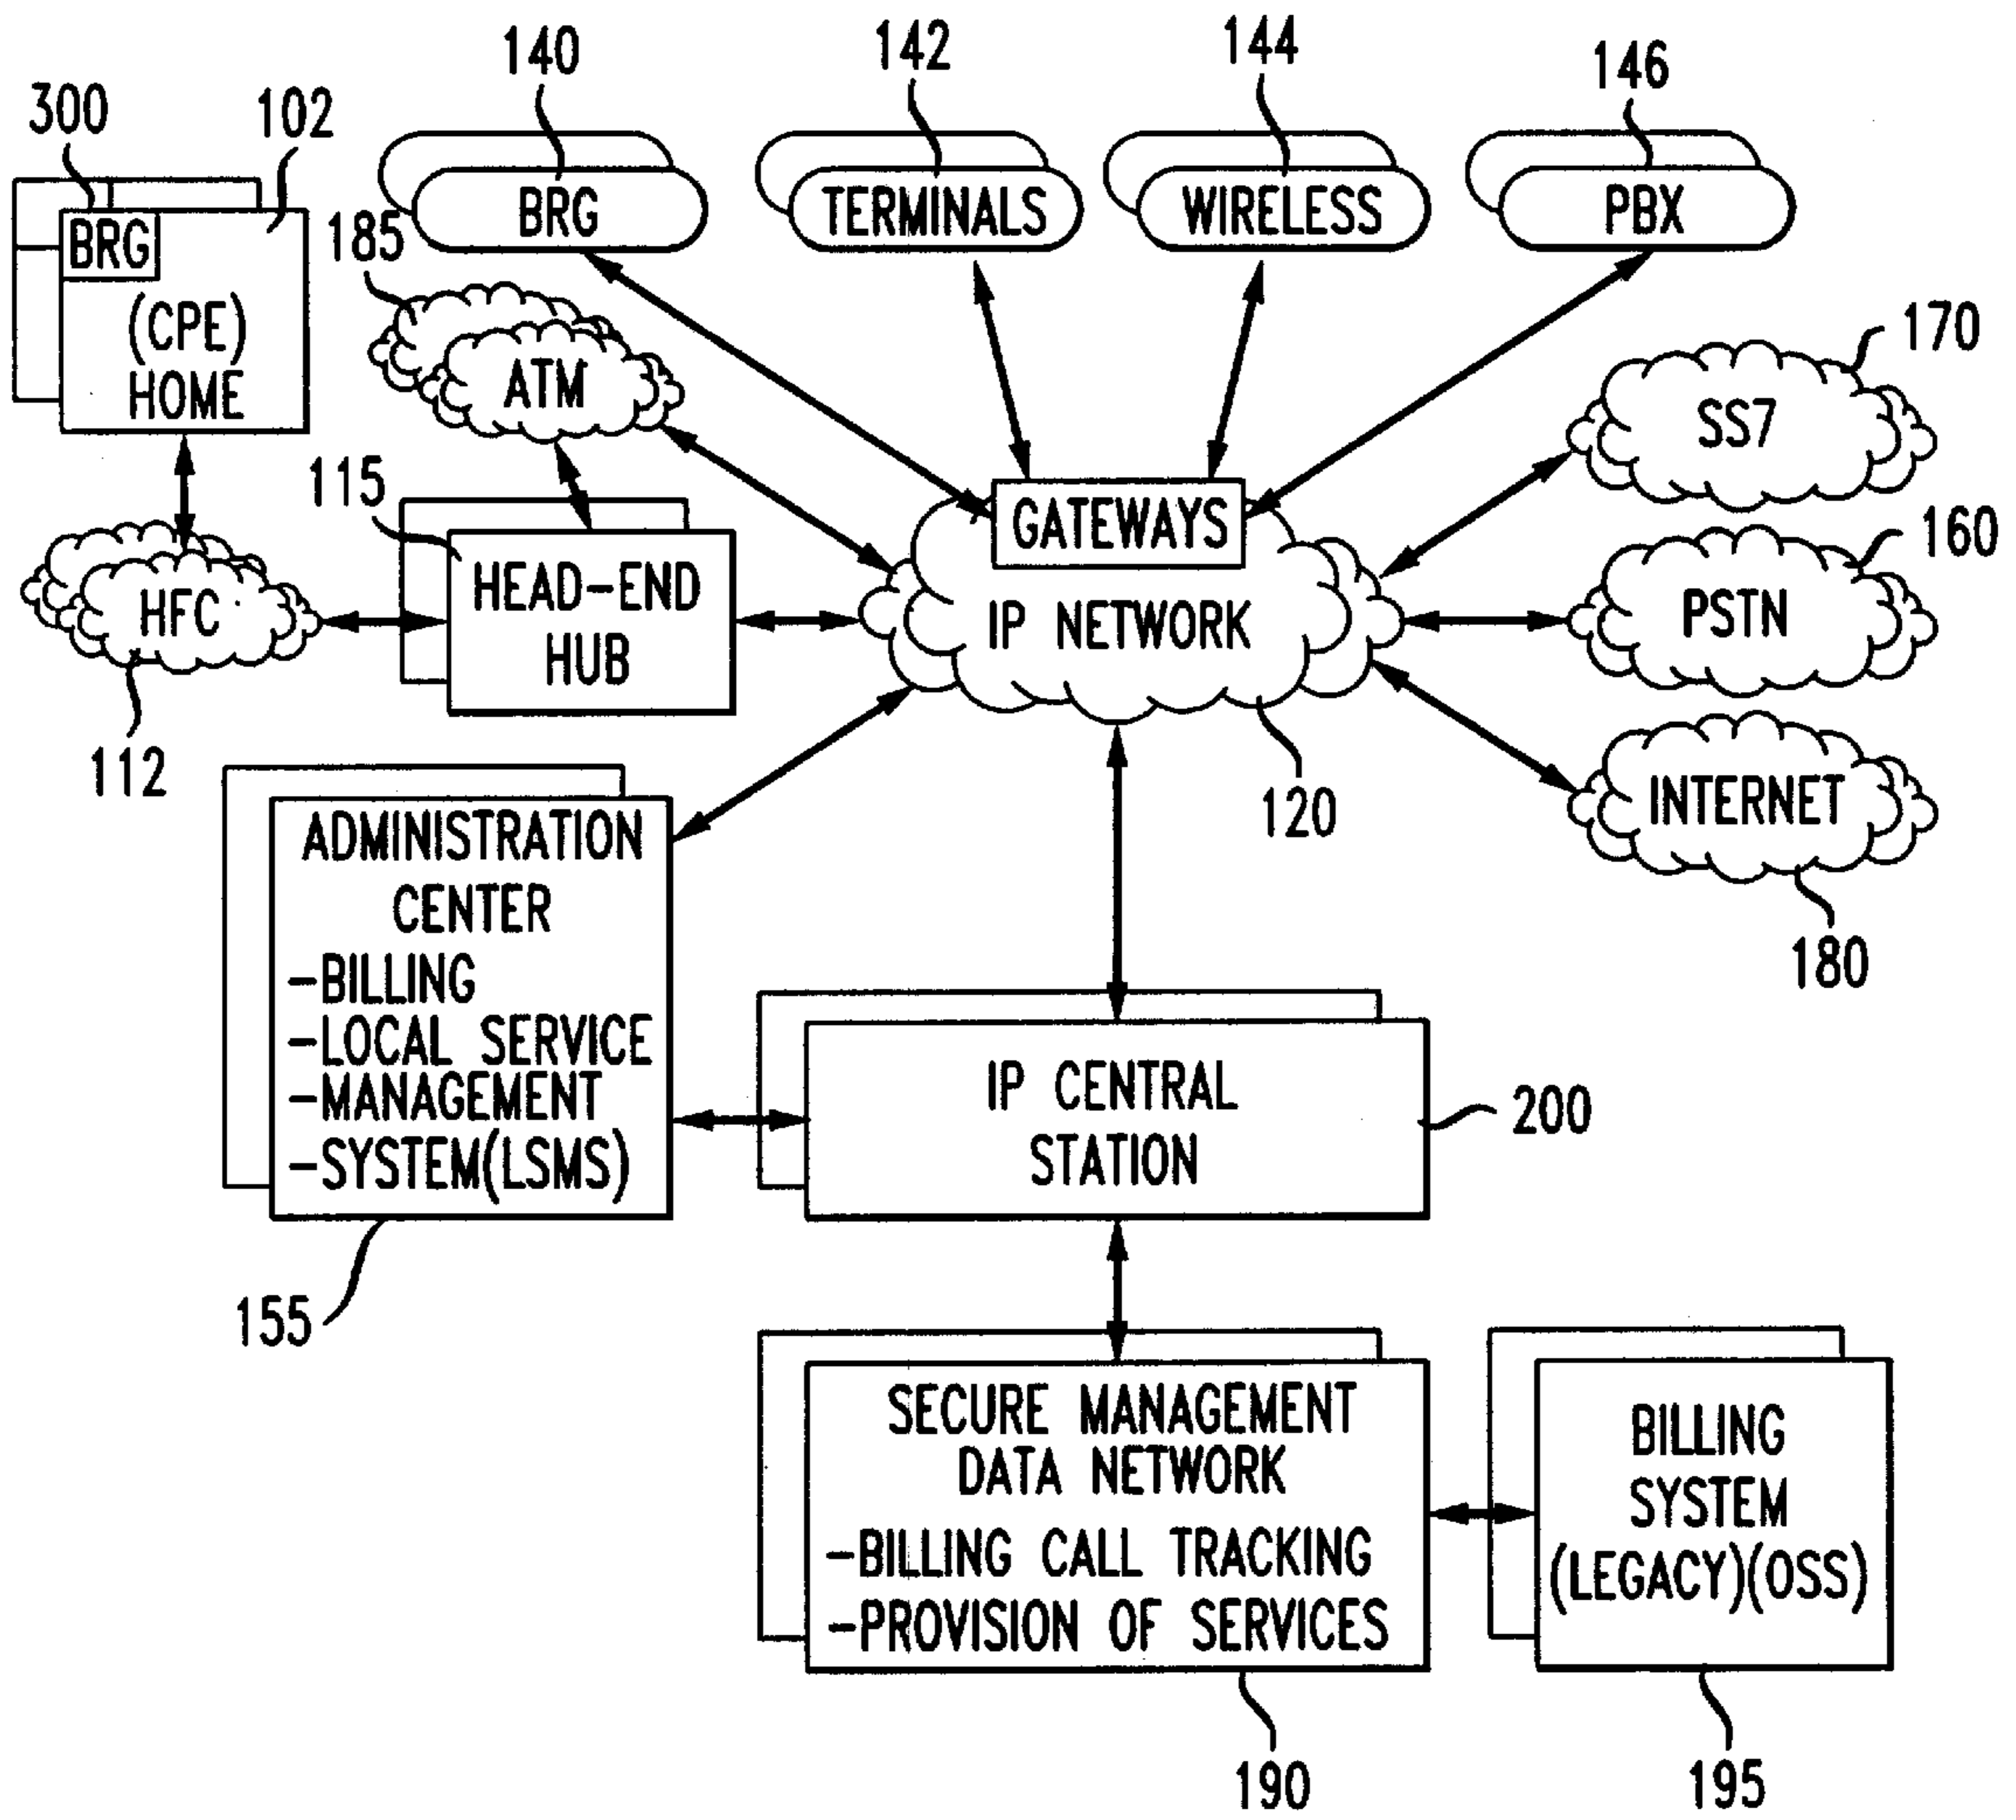 140
142
144
146
300
102
BRG
TERMINALS
WIRELESS
PBX
BRG
185
(CPE)
HOME
ATM
170
SS7
115
GATEWAYS
160
HEAD-END
HUB
HFC
IP NETWORK
PSTN
112
120
INTERNET
180
ADMINISTRATION
CENTER
-BILLING
-LOCAL SERVICE
-MANAGEMENT
-SYSTEM(LSMS)
155
IP CENTRAL
STATION
200
SECURE MANAGEMENT
DATA NETWORK
-BILLING CALL TRACKING
-PROVISION OF SERVICES
190
BILLING
SYSTEM
(LEGACY)(OSS)
195